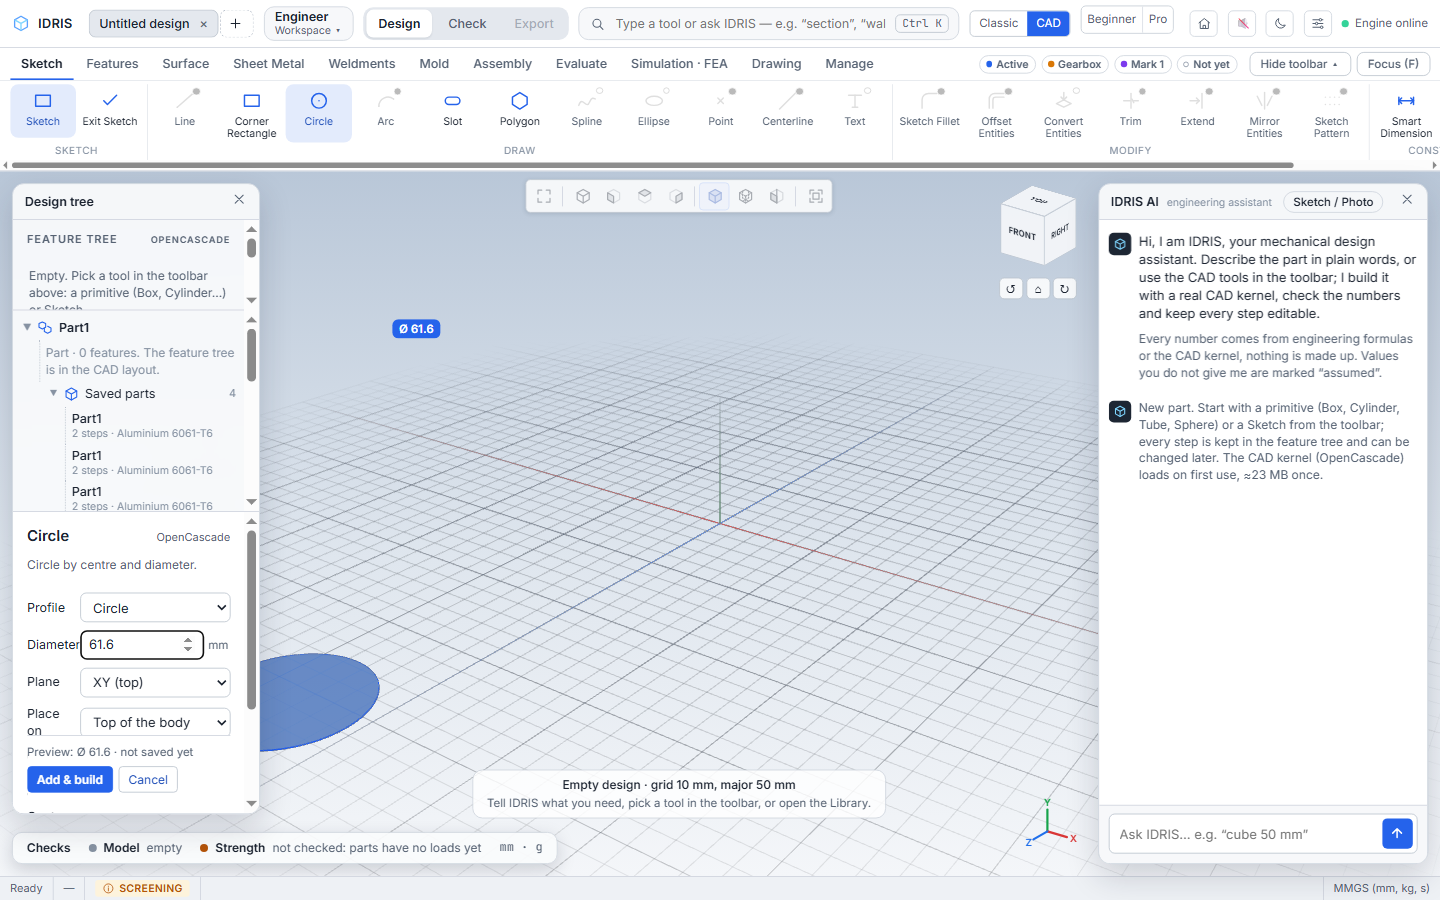 IDRIS
Untitled design
Engineer
Workspace
Design
Check
Export
Type a tool or ask IDRIS — e.g. “section”, “wal
Ctrl K
Classic
CAD
Beginner
Pro
Engine online
Sketch
Features
Surface
Sheet Metal
Weldments
Mold
Assembly
Evaluate
Simulation · FEA
Drawing
Manage
Active
Gearbox
Mark 1
Not yet
Hide toolbar
Focus (F)
Sketch
Exit Sketch
Line
Corner
Rectangle
Circle
Arc
Slot
Polygon
Spline
Ellipse
Point
Centerline
Text
Sketch Fillet
Offset
Entities
Convert
Entities
Trim
Extend
Mirror
Entities
Sketch
Pattern
Smart
Dimension
SKETCH
DRAW
MODIFY
CONS
Design tree
FEATURE TREE
OPENCASCADE
Empty. Pick a tool in the toolbar
above: a primitive (Box, Cylinder...)
or Sketch
Part1
Part · 0 features. The feature tree
is in the CAD layout.
Saved parts
4
Part1
2 steps · Aluminium 6061-T6
Part1
2 steps · Aluminium 6061-T6
Part1
2 steps · Aluminium 6061-T6
Circle
OpenCascade
Circle by centre and diameter.
Profile
Circle
Diameter
61.6
mm
Plane
XY (top)
Place
on
Top of the body
Preview: Ø 61.6 · not saved yet
Add & build
Cancel
Ø 61.6
TOP
FRONT
RIGHT
Empty design · grid 10 mm, major 50 mm
Tell IDRIS what you need, pick a tool in the toolbar, or open the Library.
Y
X
Z
IDRIS AI
engineering assistant
Sketch / Photo
Hi, I am IDRIS, your mechanical design
assistant. Describe the part in plain words, or
use the CAD tools in the toolbar; I build it
with a real CAD kernel, check the numbers
and keep every step editable.
Every number comes from engineering formulas
or the CAD kernel, nothing is made up. Values
you do not give me are marked “assumed”.
New part. Start with a primitive (Box, Cylinder,
Tube, Sphere) or a Sketch from the toolbar;
every step is kept in the feature tree and can be
changed later. The CAD kernel (OpenCascade)
loads on first use, ≈23 MB once.
Ask IDRIS... e.g. “cube 50 mm”
Checks
Model empty
Strength not checked: parts have no loads yet
mm · g
Ready
—
SCREENING
MMGS (mm, kg, s)